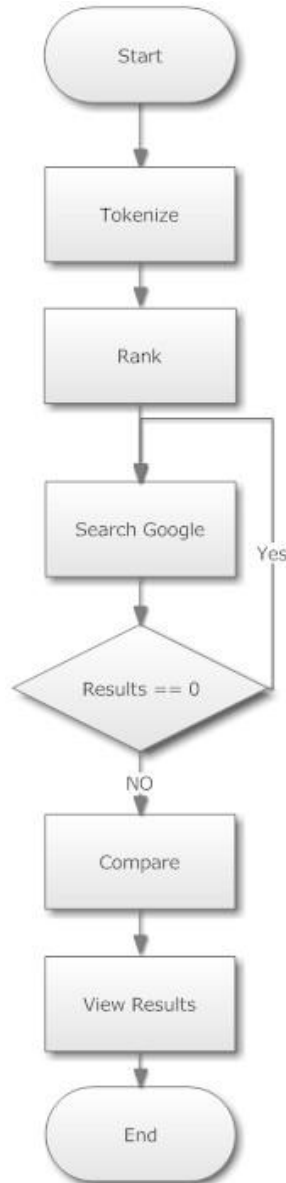 Start
Tokenize
Rank
Search Google
Yes
Results == 0
NO
Compare
View Results
End